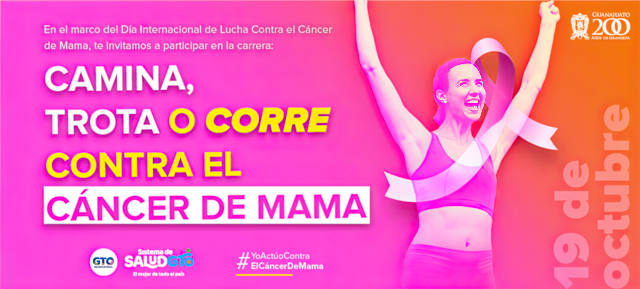 En el marco del Día Internacional de Lucha Contra el Cáncer
de Mama, te invitamos a participar en la carrera:
CAMINA,
TROTA O CORRE
CONTRA EL
CÁNCER DE MAMA
GTO
Sistema de
SALUD GTO
El mejor de todo el país
#YoActúoContra
ElCáncerDeMama
GUANAJUATO
200
19 de
octubre